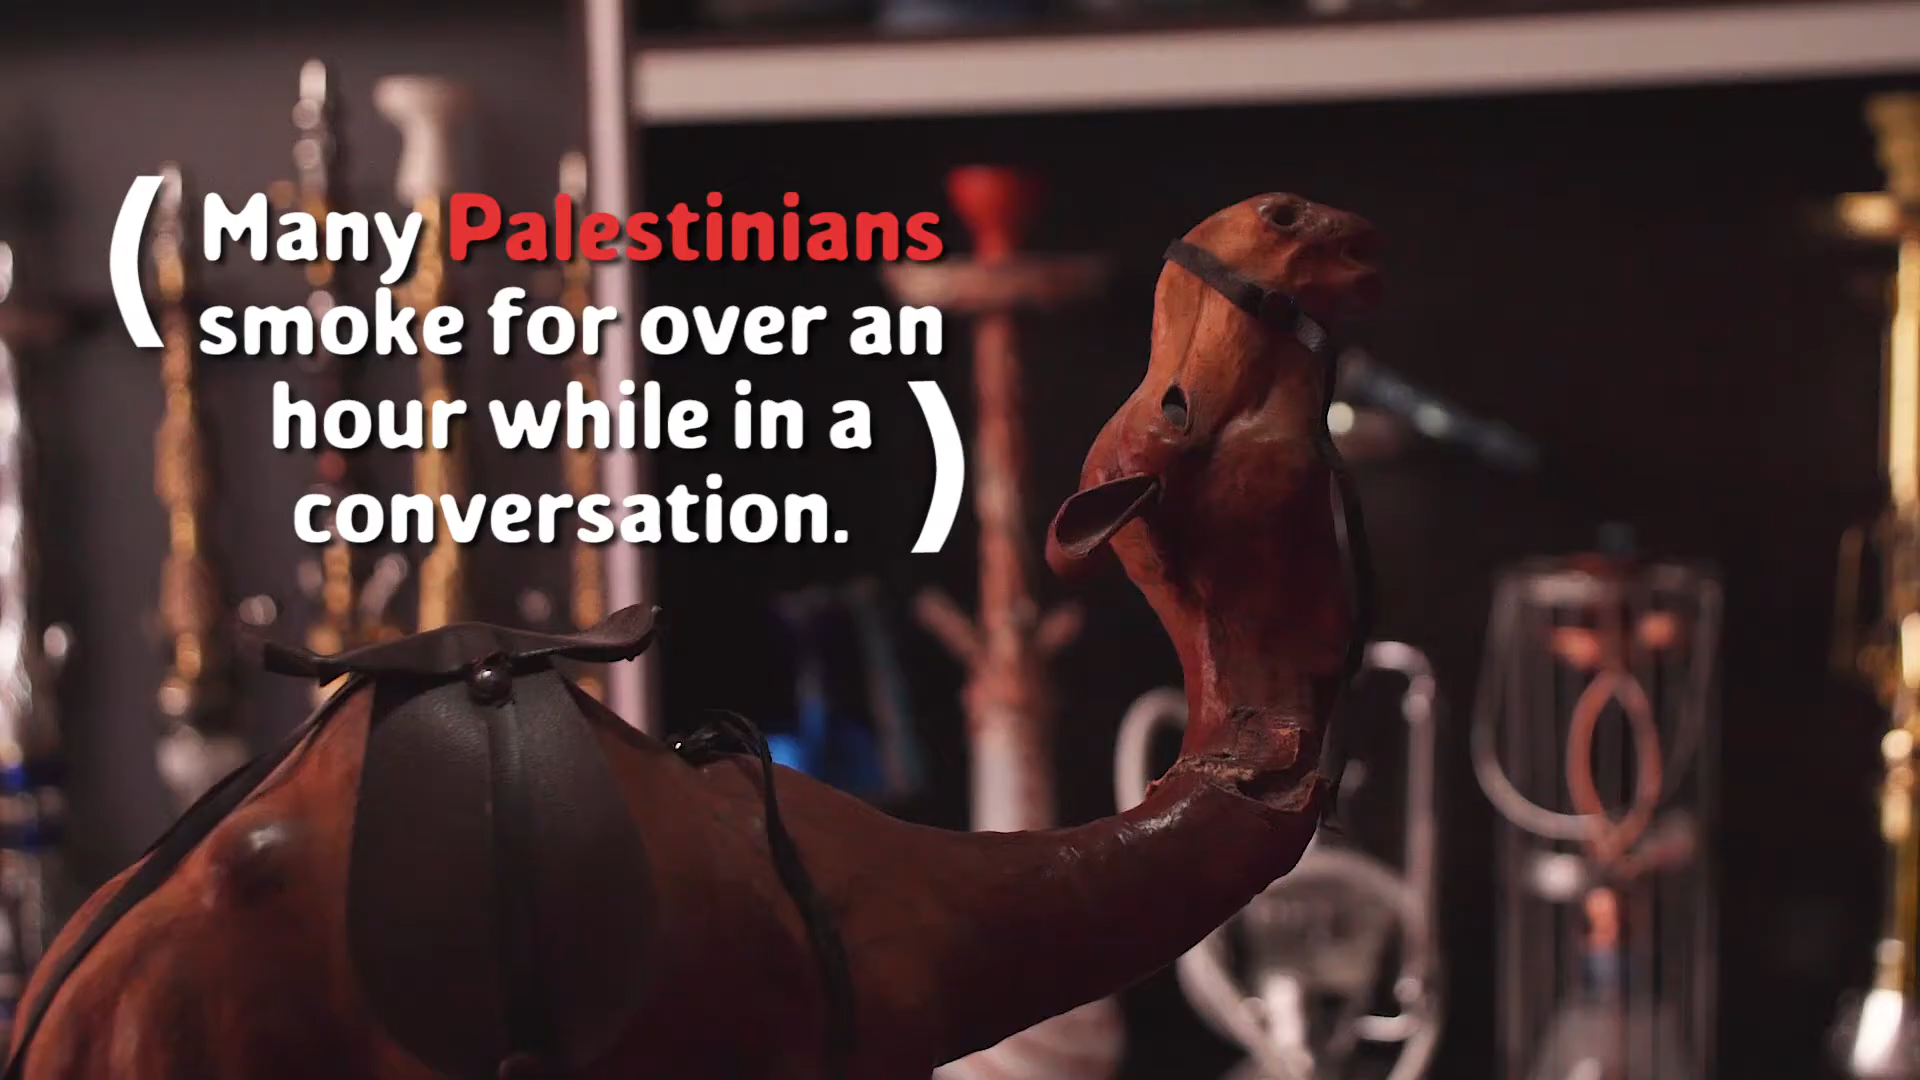 (Many Palestinians
smoke for over an
hour while in a
conversation.)